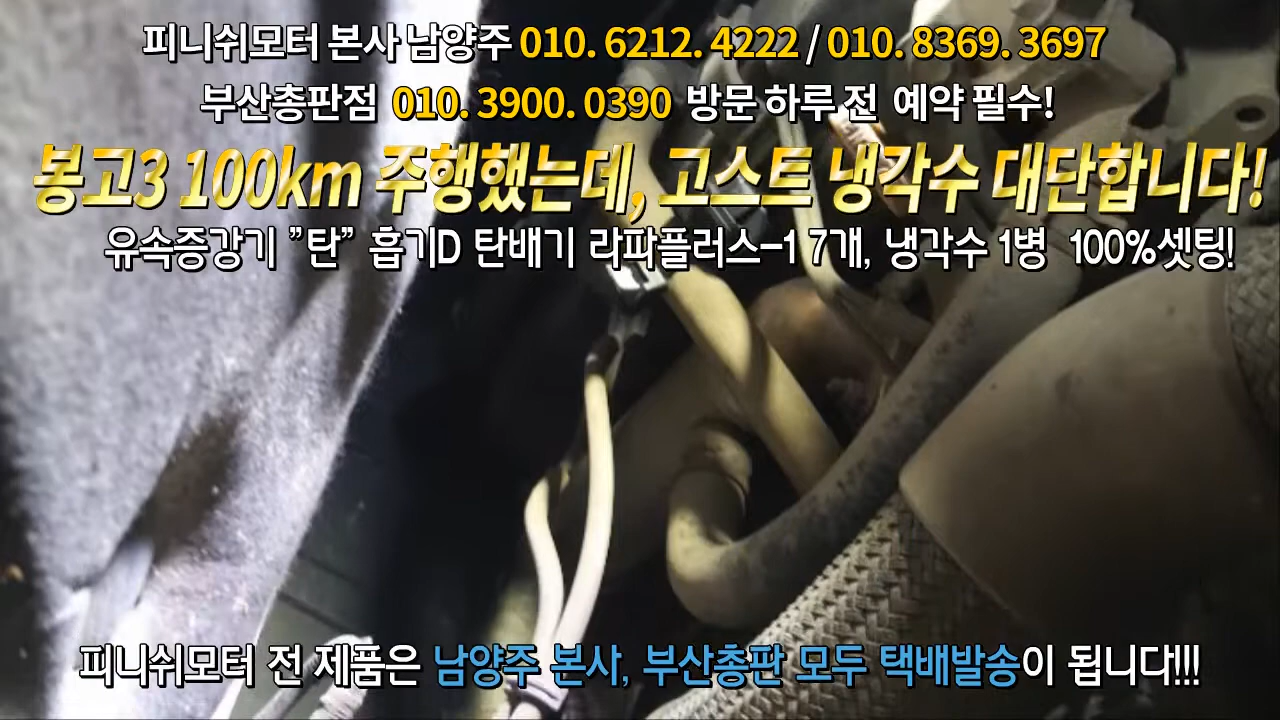 피니쉬모터 본사 남양주 010. 6212. 4222 / 010. 8369. 3697
부산총판점 010. 3900. 0390 방문 하루 전 예약 필수!
봉고3 100km 주행했는데, 고스트 냉각수 대단합니다!
유속증강기 ”탄” 흡기D 탄배기 라파플러스-1 7개, 냉각수 1병 100%셋팅!
피니쉬모터 전 제품은 남양주 본사, 부산총판 모두 택배발송이 됩니다!!!